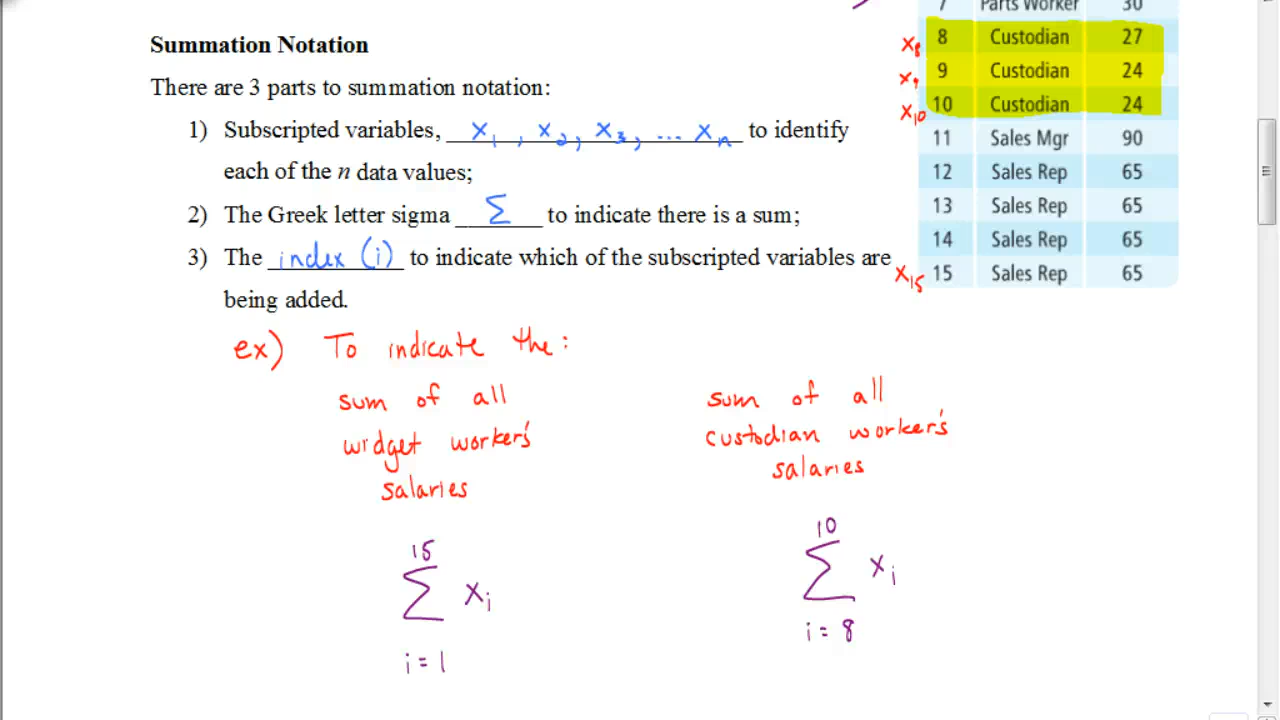 7 Parts Worker 30
Summation Notation
x8 8 Custodian 27
There are 3 parts to summation notation:
x9 9 Custodian 24
x10 10 Custodian 24
1) Subscripted variables, x1, x2, x3, ... xn to identify
each of the n data values;
11 Sales Mgr 90
12 Sales Rep 65
2) The Greek letter sigma Σ to indicate there is a sum;
13 Sales Rep 65
14 Sales Rep 65
3) The index (i) to indicate which of the subscripted variables are
being added.
x15 15 Sales Rep 65
ex) To indicate the:
sum of all
widget worker's
salaries
15
Σ xi
i = 1
sum of all
custodian worker's
salaries
10
Σ xi
i = 8